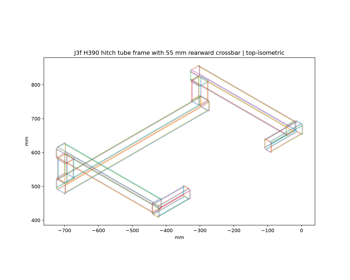 J3f H390 hitch tube frame with 55 mm rearward crossbar | top-isometric
800
700
600
500
400
mm
−700 −600 −500 −400 −300 −200 −100 0
mm